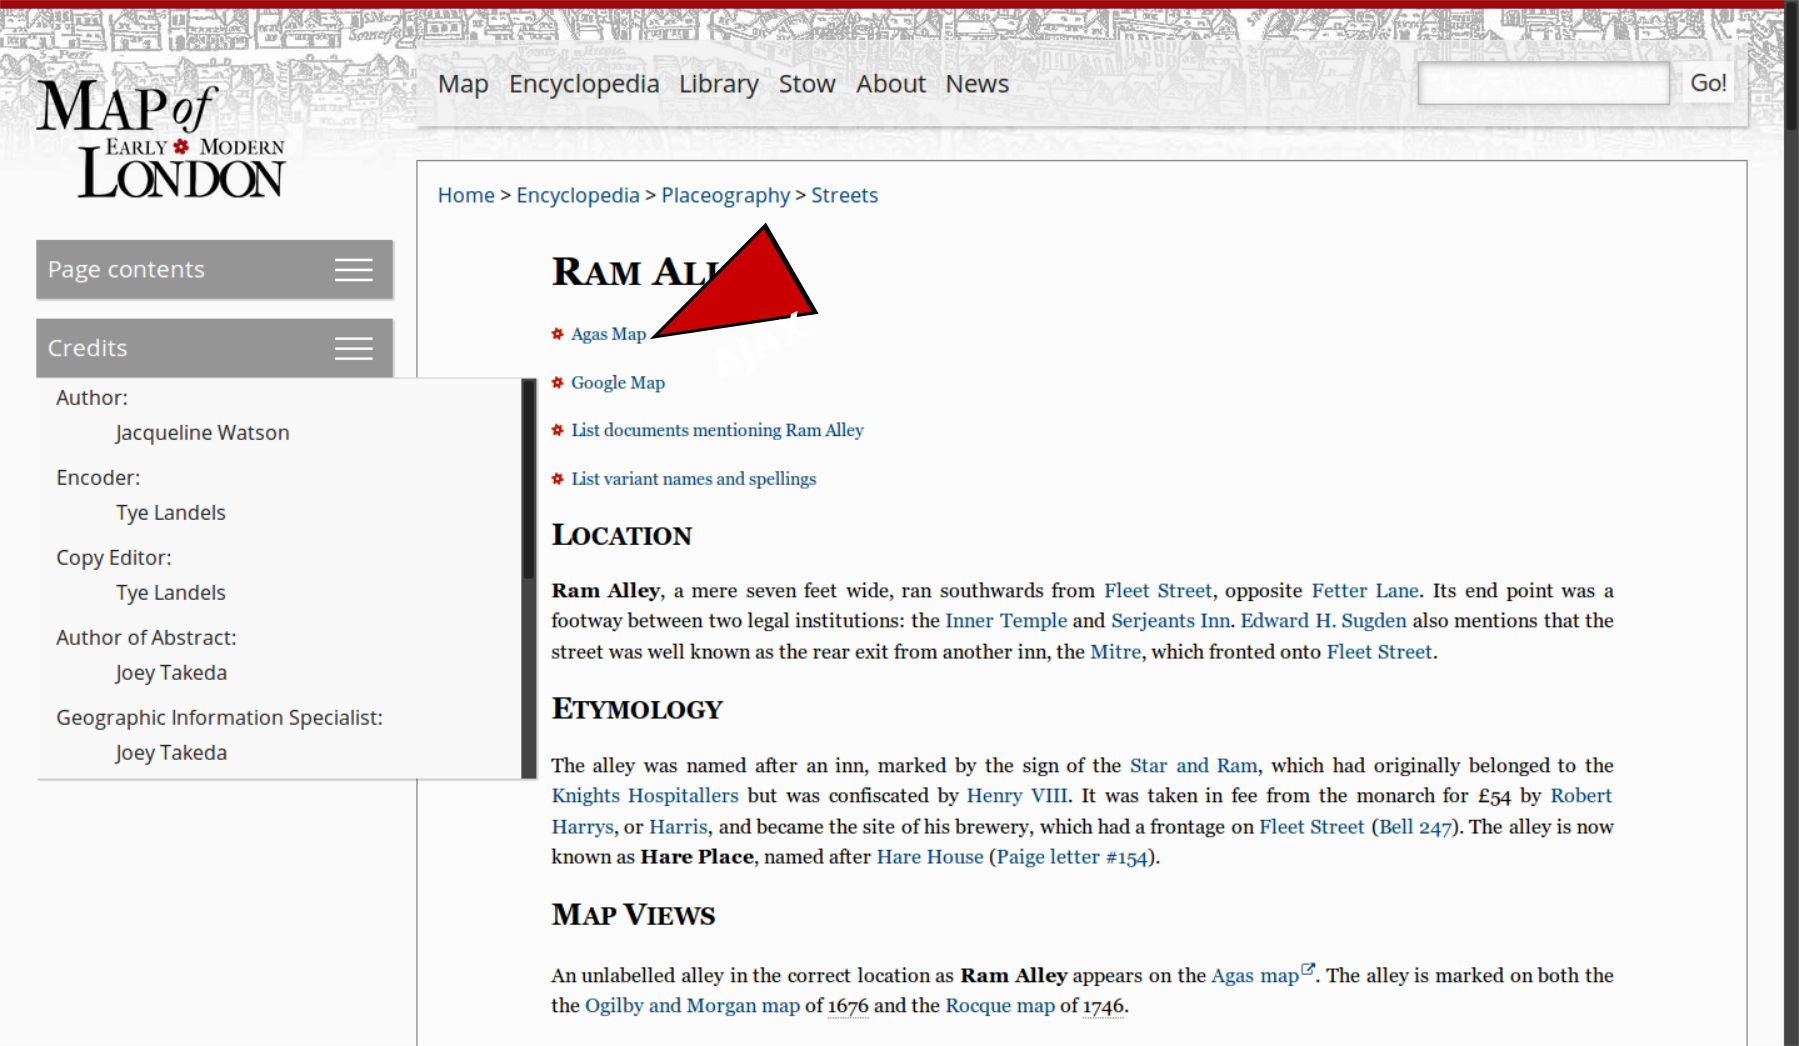 Map Encyclopedia Library Stow About News
Go!
MAP of
EARLY MODERN
LONDON
Home > Encyclopedia > Placeography > Streets
Page contents
Credits
Author:
Jacqueline Watson
Encoder:
Tye Landels
Copy Editor:
Tye Landels
Author of Abstract:
Joey Takeda
Geographic Information Specialist:
Joey Takeda
RAM
Agas Map
AJAX
Google Map
List documents mentioning Ram Alley
List variant names and spellings
LOCATION
Ram Alley, a mere seven feet wide, ran southwards from Fleet Street, opposite Fetter Lane. Its end point was a
footway between two legal institutions: the Inner Temple and Serjeants Inn. Edward H. Sugden also mentions that the
street was well known as the rear exit from another inn, the Mitre, which fronted onto Fleet Street.
ETYMOLOGY
The alley was named after an inn, marked by the sign of the Star and Ram, which had originally belonged to the
Knights Hospitallers but was confiscated by Henry VIII. It was taken in fee from the monarch for £54 by Robert
Harrys, or Harris, and became the site of his brewery, which had a frontage on Fleet Street (Bell 247). The alley is now
known as Hare Place, named after Hare House (Paige letter #154).
MAP VIEWS
An unlabelled alley in the correct location as Ram Alley appears on the Agas map. The alley is marked on both the
the Ogilby and Morgan map of 1676 and the Rocque map of 1746.